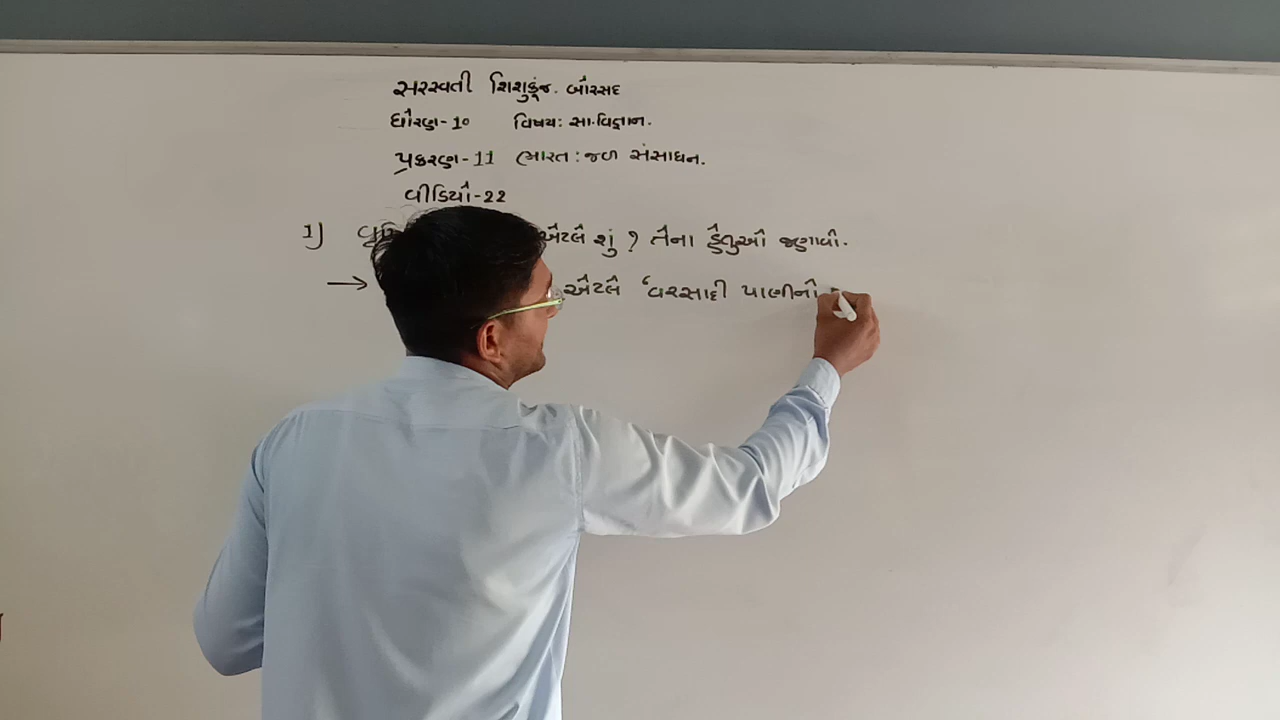 સરસ્વતી શિશુકુંજ. બોરસદ
ધોરણ-10 વિષય: સા.વિજ્ઞાન.
પ્રકરણ-11 ભારત: જળ સંસાધન.
વીડિયો-22
1) એટલે શું ? તેના હેતુઓ જણાવો.
→ એટલે ‘વરસાદી પાણીનો